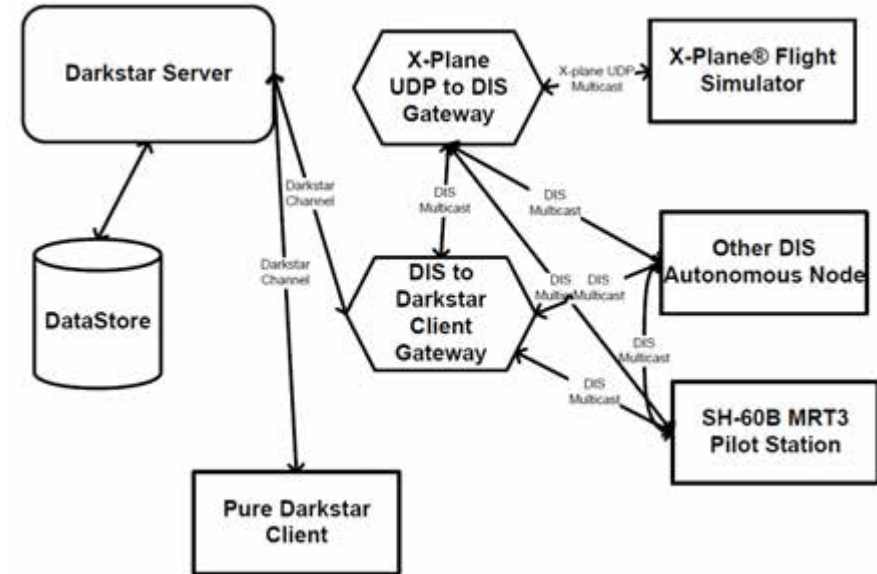 Darkstar Server
X-Plane
UDP to DIS
Gateway
X-plane UDP
Multicast
X-Plane® Flight
Simulator
Darkstar
Channel
DIS
Multicast
DIS
Multicast
Darkstar
Channel
DataStore
DIS to
Darkstar
Client
Gateway
DIS
DIS
Multicast
Other DIS
Autonomous Node
DIS
Multicast
DIS
Multicast
SH-60B MRT3
Pilot Station
Pure Darkstar
Client